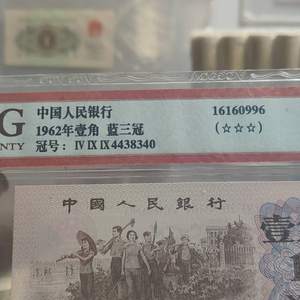 G
NTY
中国人民银行
1962年壹角 蓝三冠
冠号： IV IX IX 4438340
16160996
(☆☆☆)
中國人民銀行
壹